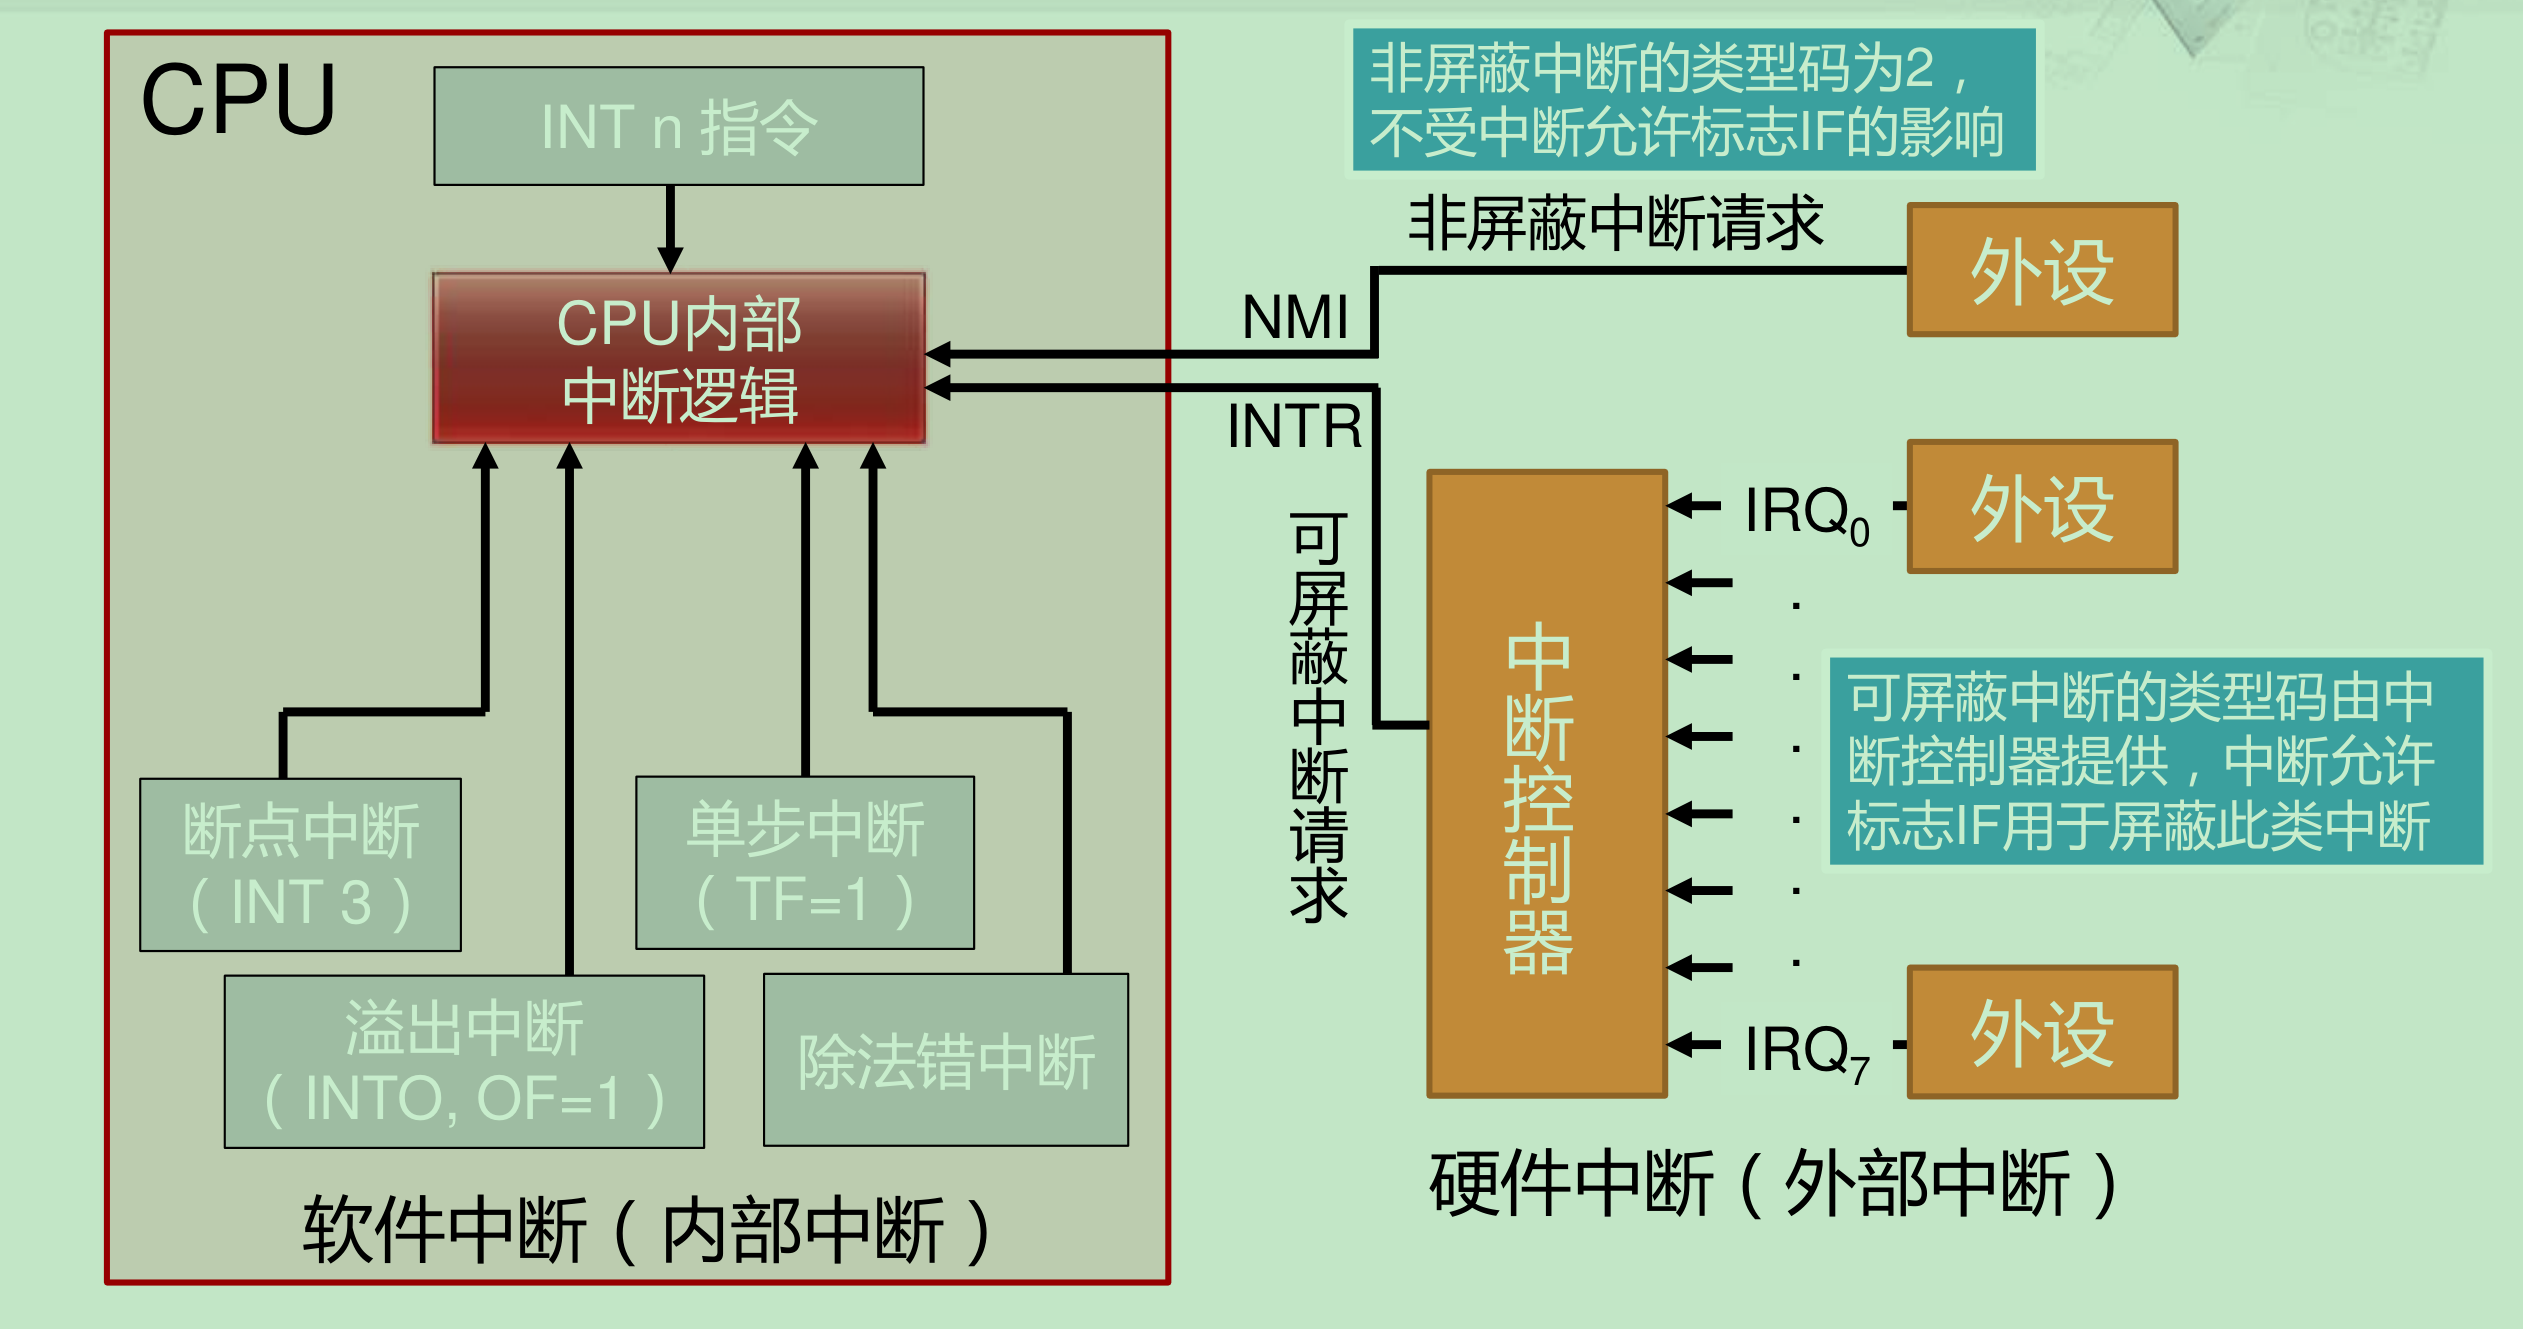 CPU
INT n 指令
CPU内部
中断逻辑
断点中断
（ INT 3 ）
单步中断
（ TF=1 ）
溢出中断
（ INTO, OF=1 ）
除法错中断
软件中断（内部中断）
非屏蔽中断的类型码为2，
不受中断允许标志IF的影响
非屏蔽中断请求
外设
NMI
INTR
可屏蔽中断请求
中断控制器
IRQ0
外设
.
.
.
.
.
.
可屏蔽中断的类型码由中
断控制器提供，中断允许
标志IF用于屏蔽此类中断
IRQ7
外设
硬件中断（外部中断）